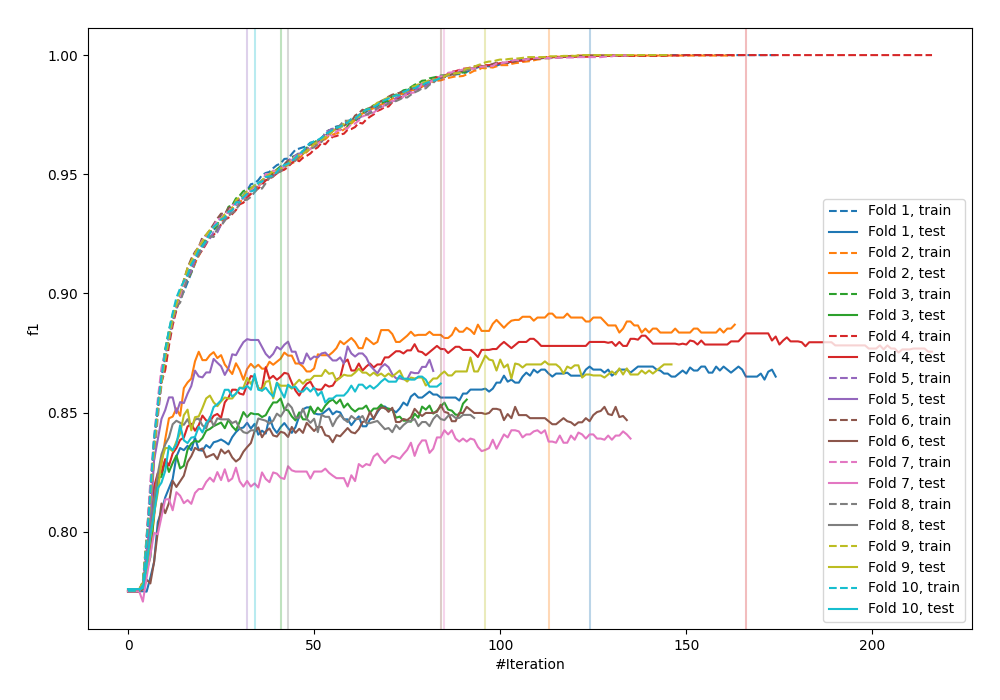 1.00
0.95
0.90
0.85
0.80
f1
0
50
100
150
200
#Iteration
Fold 1, train
Fold 1, test
Fold 2, train
Fold 2, test
Fold 3, train
Fold 3, test
Fold 4, train
Fold 4, test
Fold 5, train
Fold 5, test
Fold 6, train
Fold 6, test
Fold 7, train
Fold 7, test
Fold 8, train
Fold 8, test
Fold 9, train
Fold 9, test
Fold 10, train
Fold 10, test